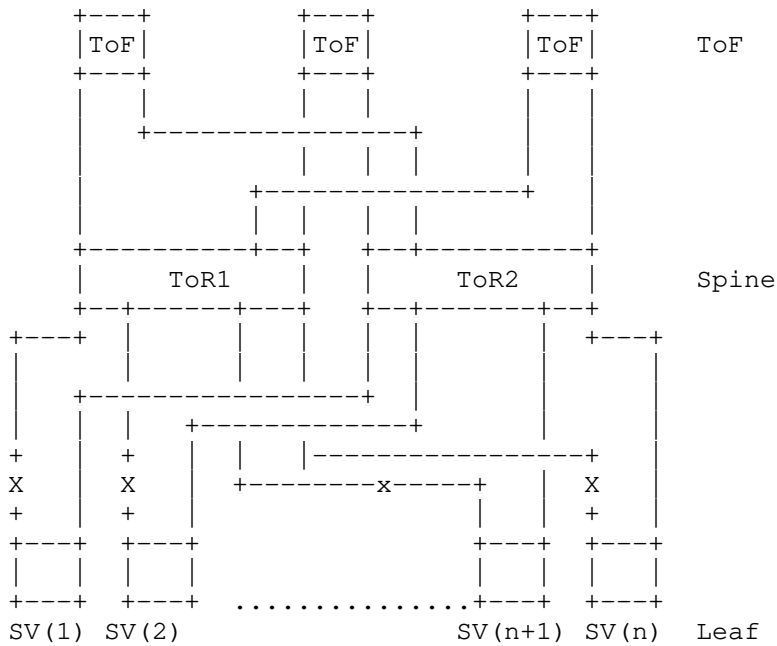 ToF ToF ToF ToF
ToR1 ToR2 Spine
X X x X
SV(1) SV(2) ................ SV(n+1) SV(n) Leaf